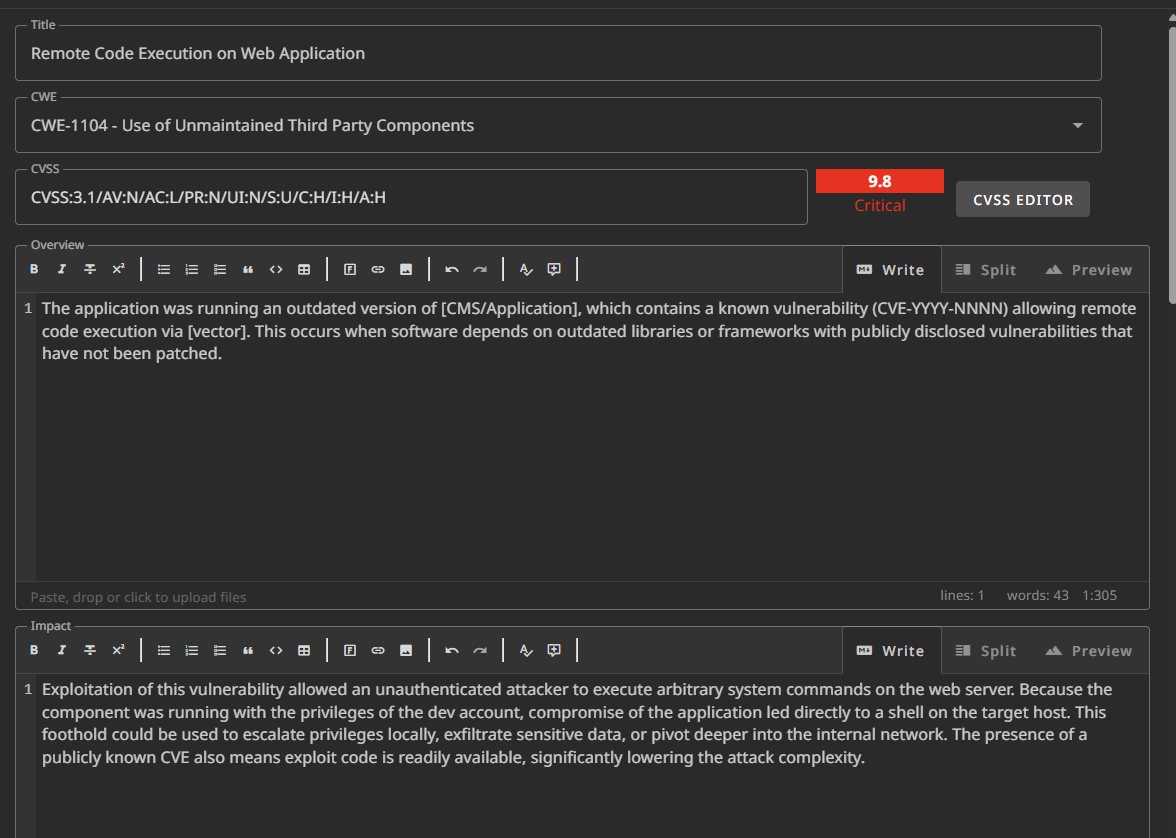 Title
Remote Code Execution on Web Application
CWE
CWE-1104 - Use of Unmaintained Third Party Components
CVSS
CVSS:3.1/AV:N/AC:L/PR:N/UI:N/S:U/C:H/I:H/A:H
9.8
Critical
CVSS EDITOR
Overview
Write Split Preview
1 The application was running an outdated version of [CMS/Application], which contains a known vulnerability (CVE-YYYY-NNNN) allowing remote
code execution via [vector]. This occurs when software depends on outdated libraries or frameworks with publicly disclosed vulnerabilities that
have not been patched.
Paste, drop or click to upload files lines: 1 words: 43 1:305
Impact
Write Split Preview
1 Exploitation of this vulnerability allowed an unauthenticated attacker to execute arbitrary system commands on the web server. Because the
component was running with the privileges of the dev account, compromise of the application led directly to a shell on the target host. This
foothold could be used to escalate privileges locally, exfiltrate sensitive data, or pivot deeper into the internal network. The presence of a
publicly known CVE also means exploit code is readily available, significantly lowering the attack complexity.